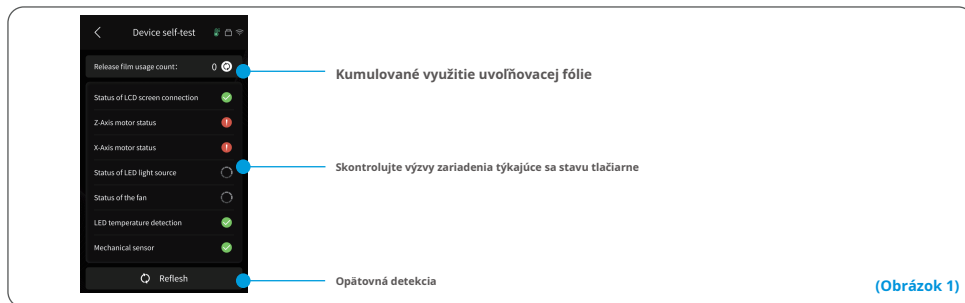 Device self-test
Release film usage count: 0
Kumulované využitie uvoľňovacej fólie
Status of LCD screen connection
Z-Axis motor status
X-Axis motor status
Skontrolujte výzvy zariadenia týkajúce sa stavu tlačiarne
Status of LED light source
Status of the fan
LED temperature detection
Mechanical sensor
Reflesh
Opätovná detekcia
(Obrázok 1)